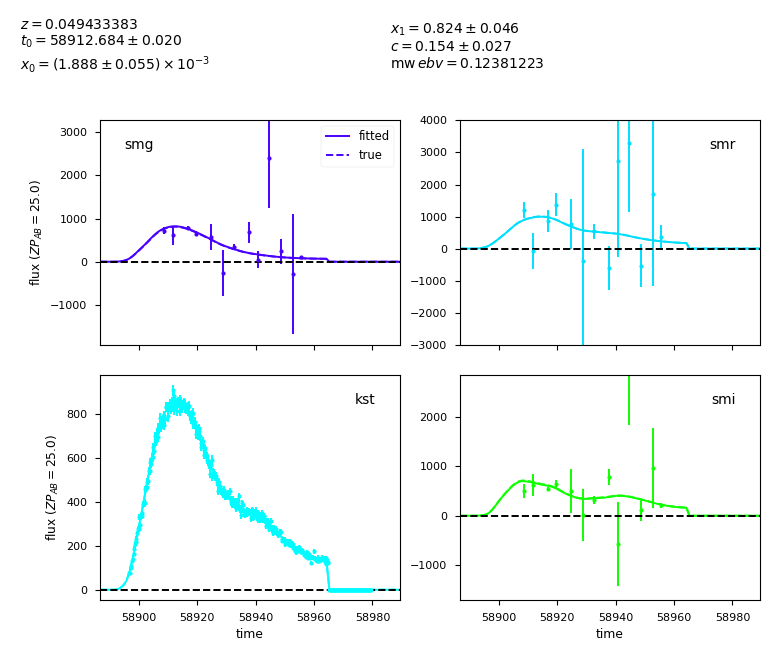 z = 0.049433383
t₀ = 58912.684 ± 0.020
x₀ = (1.888 ± 0.055) × 10⁻³
x₁ = 0.824 ± 0.046
c = 0.154 ± 0.027
mw ebv = 0.12381223
smg
fitted
true
3000
2000
1000
0
−1000
flux (ZP_AB = 25.0)
smr
4000
3000
2000
1000
0
−1000
−2000
−3000
kst
800
600
400
200
0
flux (ZP_AB = 25.0)
58900 58920 58940 58960 58980
time
smi
2000
1000
0
−1000
58900 58920 58940 58960 58980
time